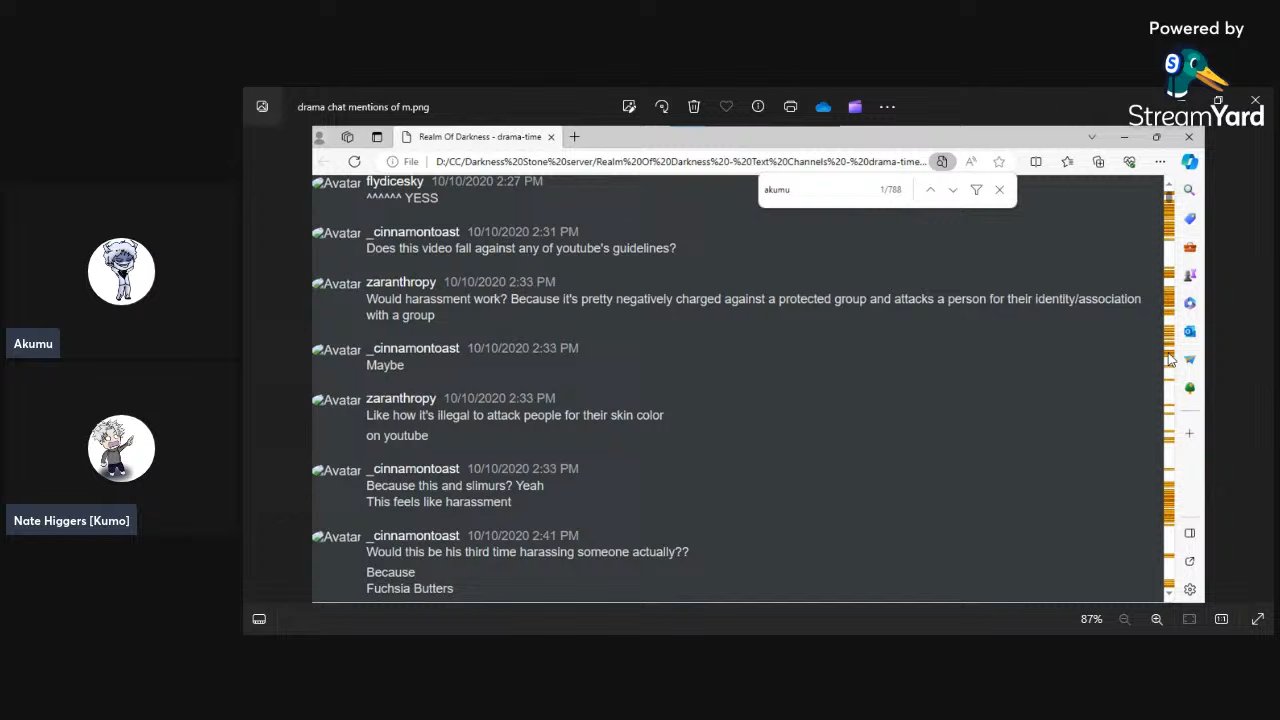 Powered by
StreamYard
drama chat mentions of m.png
Realm Of Darkness - drama-time
File
D:/CC/Darkness%20Stone%20server/Realm%20Of%20Darkness%20-%20Text%20Channels%20-%20drama-time...
akumu
1/788
Avatar flydicesky 10/10/2020 2:27 PM
^^^^^^ YESS
Avatar _cinnamontoast 10/10/2020 2:31 PM
Does this video fall against any of youtube's guidelines?
Avatar zaranthropy 10/10/2020 2:33 PM
Would harassment work? Because it's pretty negatively charged against a protected group and attacks a person for their identity/association
with a group
Avatar _cinnamontoast 10/10/2020 2:33 PM
Maybe
Avatar zaranthropy 10/10/2020 2:33 PM
Like how it's illegal to attack people for their skin color
on youtube
Avatar _cinnamontoast 10/10/2020 2:33 PM
Because this and slimurs? Yeah
This feels like harassment
Avatar _cinnamontoast 10/10/2020 2:41 PM
Would this be his third time harassing someone actually??
Because
Fuchsia Butters
87%
Akumu
Nate Higgers [Kumo]